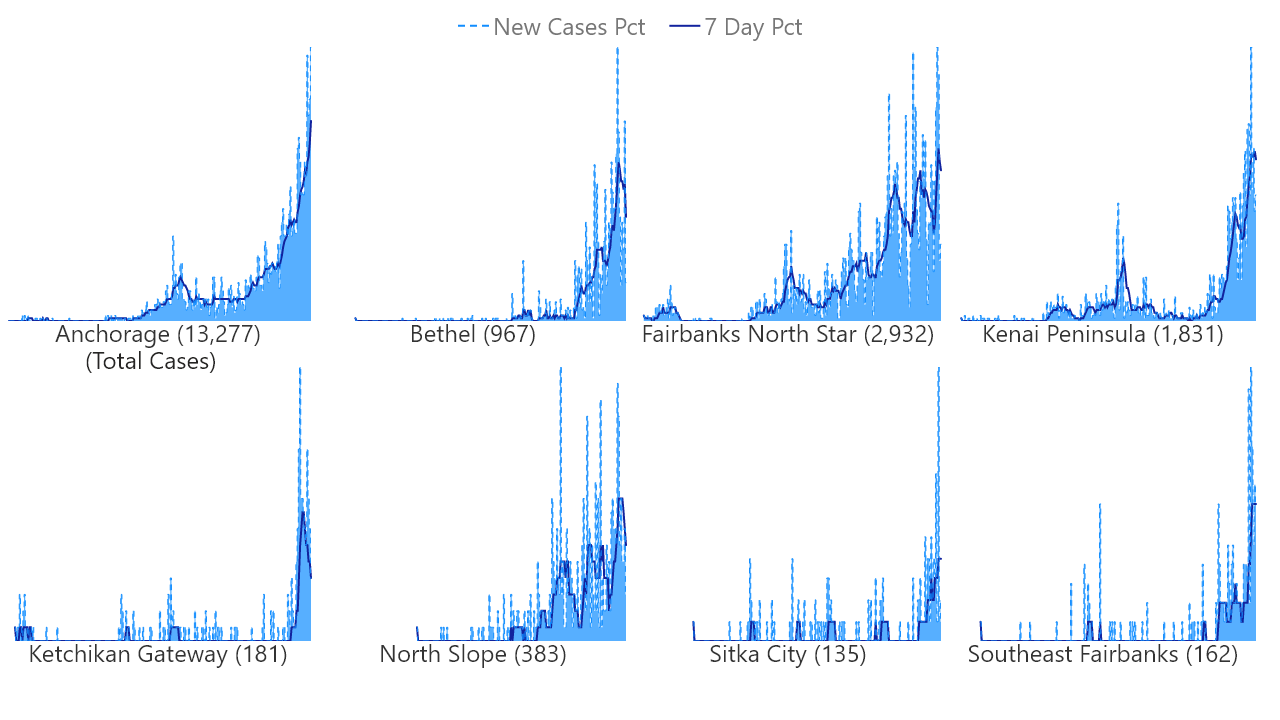 New Cases Pct 7 Day Pct
Anchorage (13,277) Bethel (967) Fairbanks North Star (2,932) Kenai Peninsula (1,831)
(Total Cases)
Ketchikan Gateway (181) North Slope (383) Sitka City (135) Southeast Fairbanks (162)